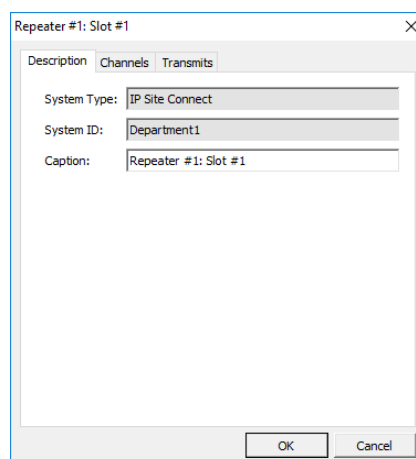 Repeater #1: Slot #1
Description Channels Transmits
System Type: IP Site Connect
System ID: Department1
Caption: Repeater #1: Slot #1
OK Cancel